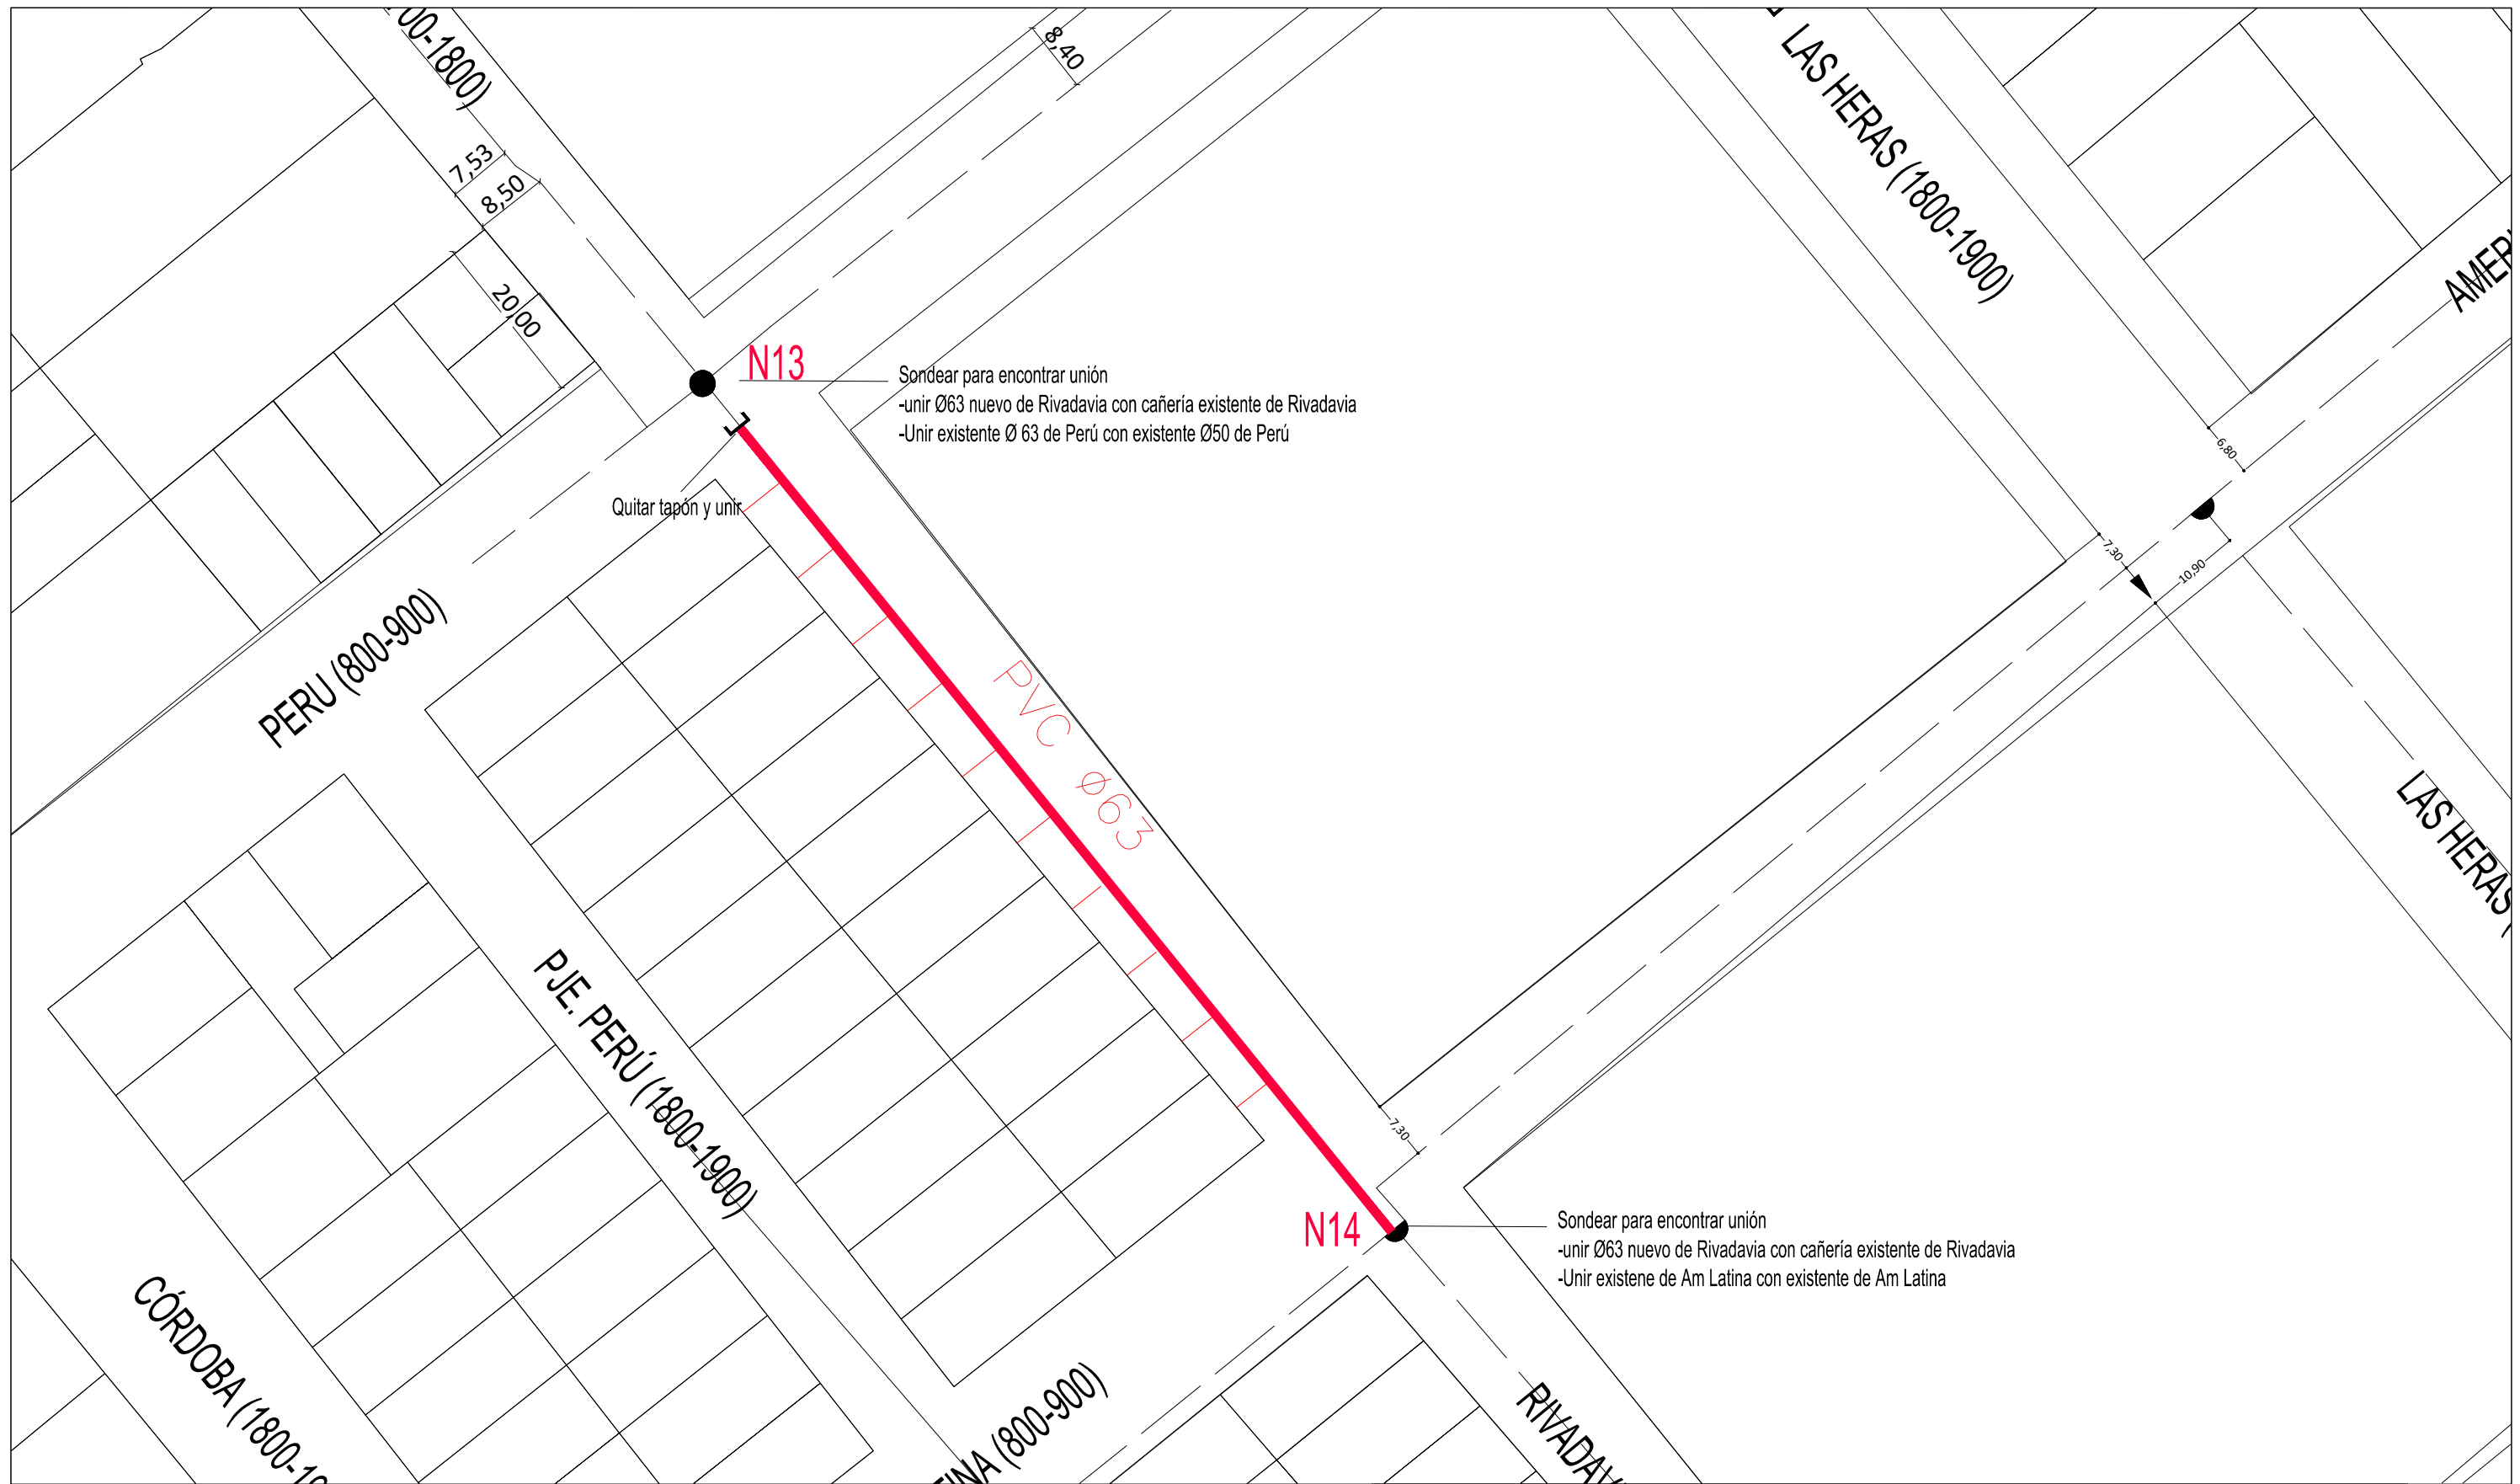 00-1800)
8,40
LAS HERAS (1800-1900)
7,53
8,50
20,00
N13
Sondear para encontrar unión
-unir Ø63 nuevo de Rivadavia con cañería existente de Rivadavia
-Unir existente Ø 63 de Perú con existente Ø50 de Perú
Quitar tapón y unir
6,80
7,30
10,90
PERU (800-900)
PVC Ø63
LAS HERAS (
PJE. PERÚ (1800-1900)
7,30
N14
Sondear para encontrar unión
-unir Ø63 nuevo de Rivadavia con cañería existente de Rivadavia
-Unir existene de Am Latina con existente de Am Latina
CÓRDOBA (1800-19
INA (800-900)
RIVADAV